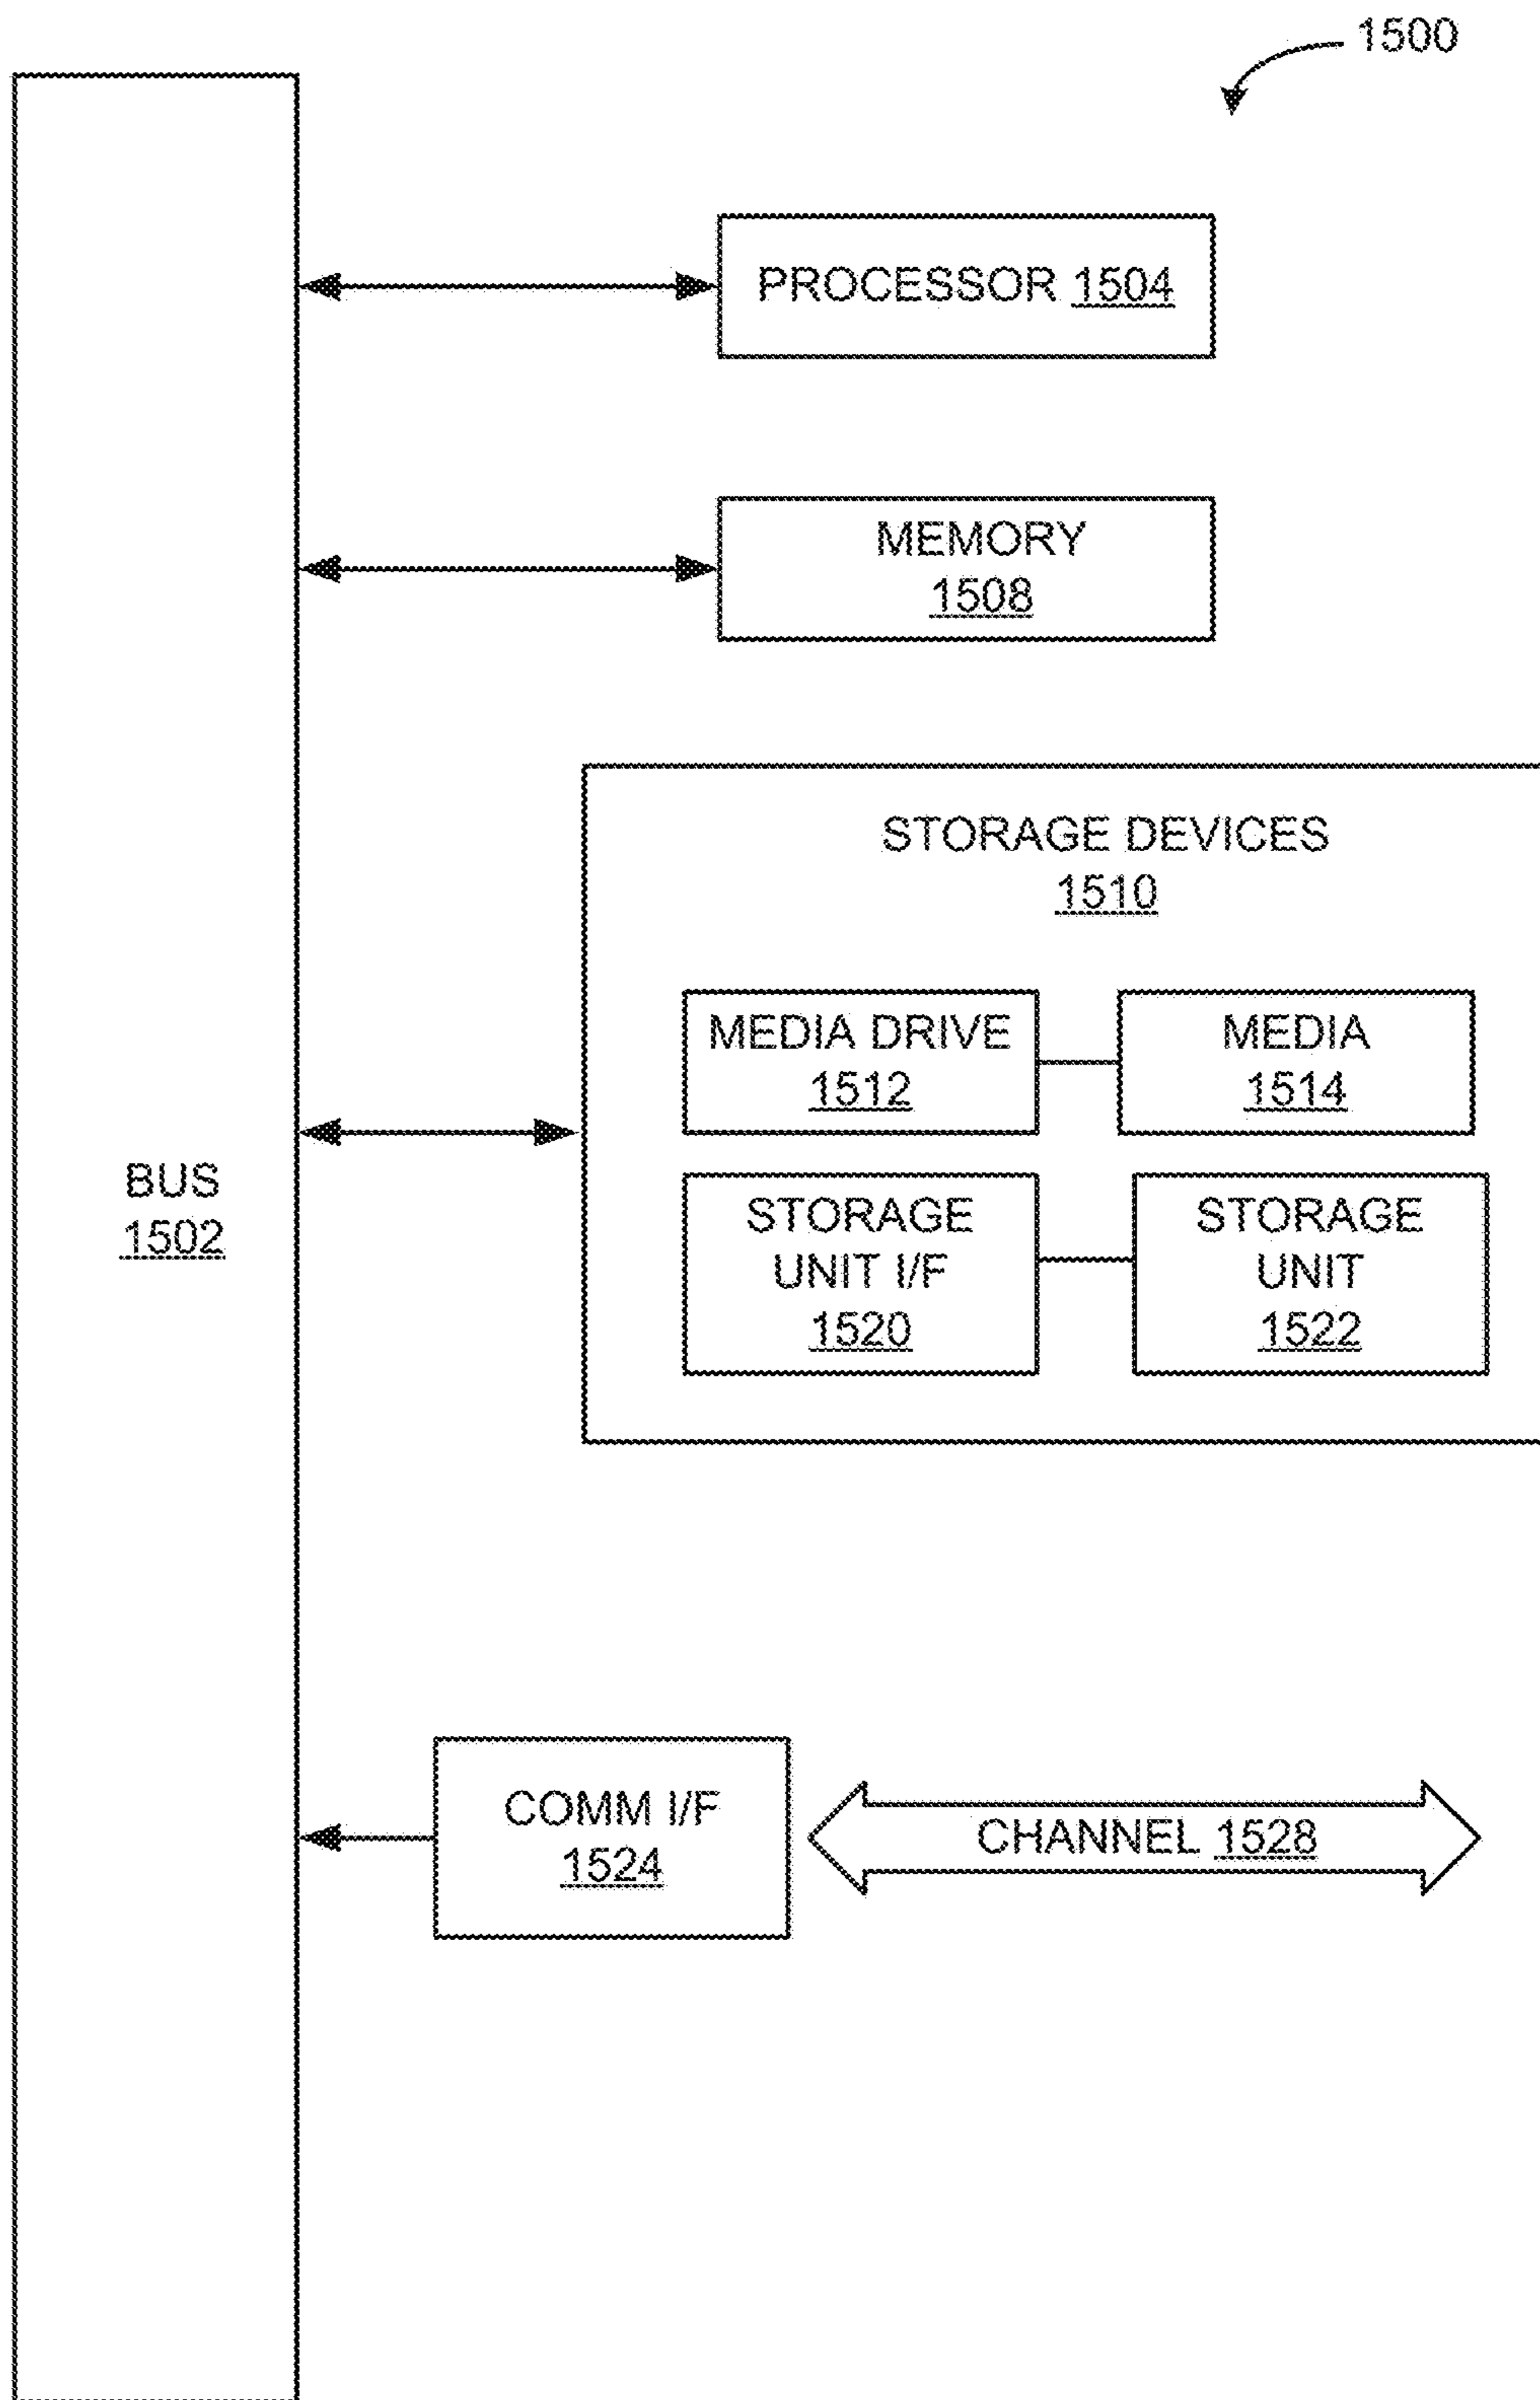 1500
PROCESSOR 1504
MEMORY
1508
STORAGE DEVICES
1510
MEDIA DRIVE
1512
MEDIA
1514
BUS
1502
STORAGE
UNIT I/F
1520
STORAGE
UNIT
1522
COMM I/F
1524
CHANNEL 1528